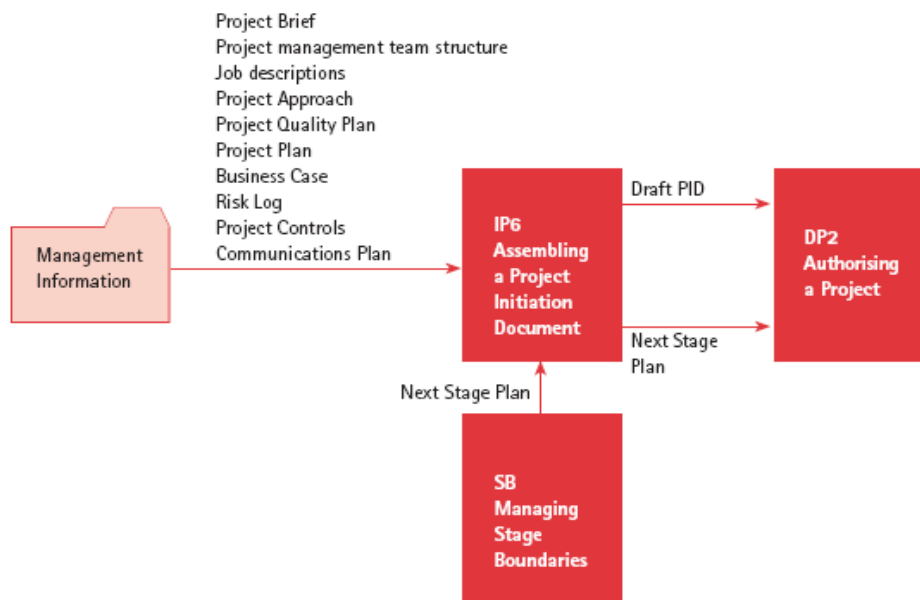 Project Brief
Project management team structure
Job descriptions
Project Approach
Project Quality Plan
Project Plan
Business Case
Risk Log
Project Controls
Communications Plan
Management
Information
IP6
Assembling
a Project
Initiation
Document
Draft PID
Next Stage
Plan
DP2
Authorising
a Project
Next Stage Plan
SB
Managing
Stage
Boundaries